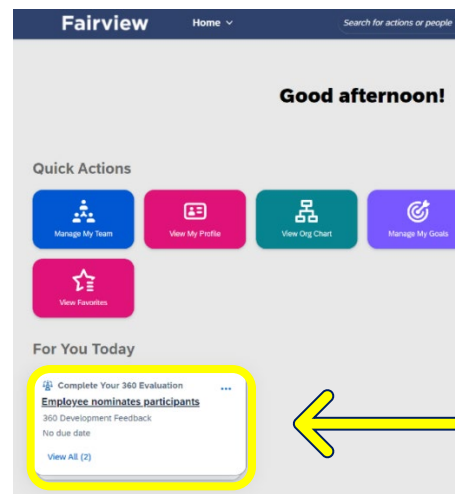 Fairview Home Search for actions or people
Good afternoon!
Quick Actions
Manage My Team View My Profile View Org Chart Manage My Goals
View Favorites
For You Today
Complete Your 360 Evaluation ...
Employee nominates participants
360 Development Feedback
No due date
View All (2)